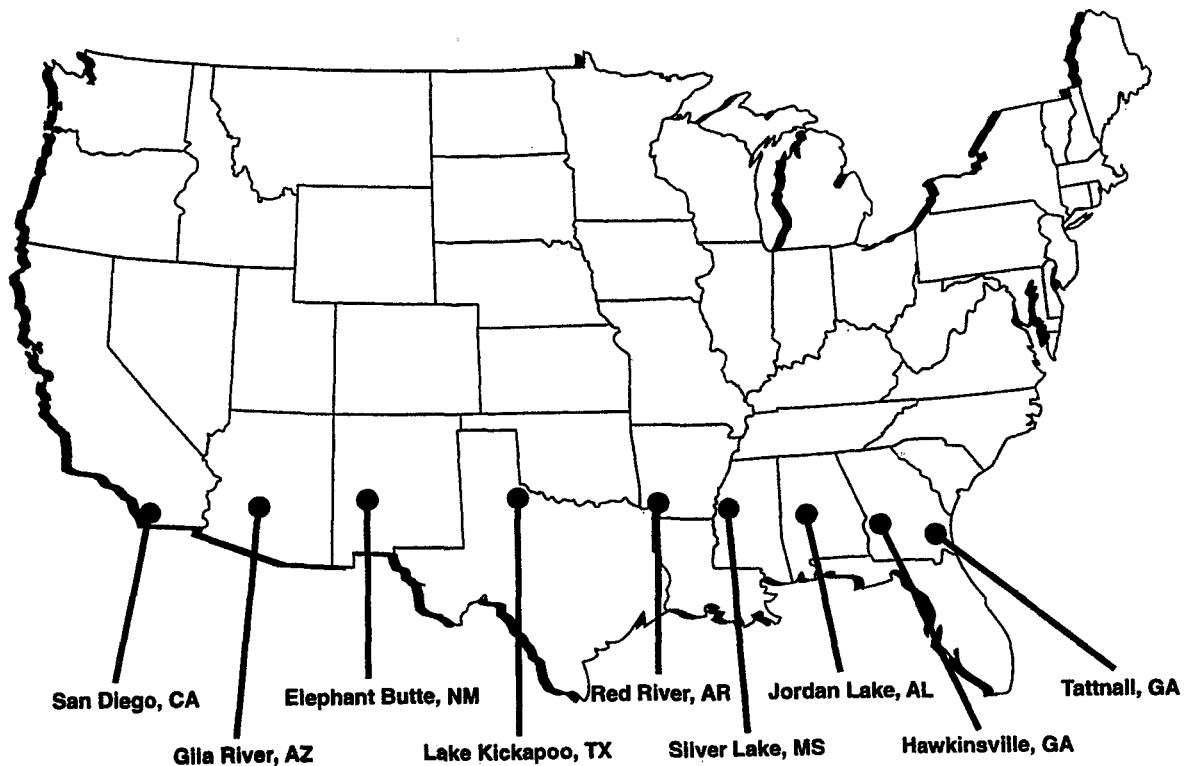 San Diego, CA
Elephant Butte, NM
Red River, AR
Jordan Lake, AL
Tattnall, GA
Gila River, AZ
Lake Kickapoo, TX
Silver Lake, MS
Hawkinsville, GA